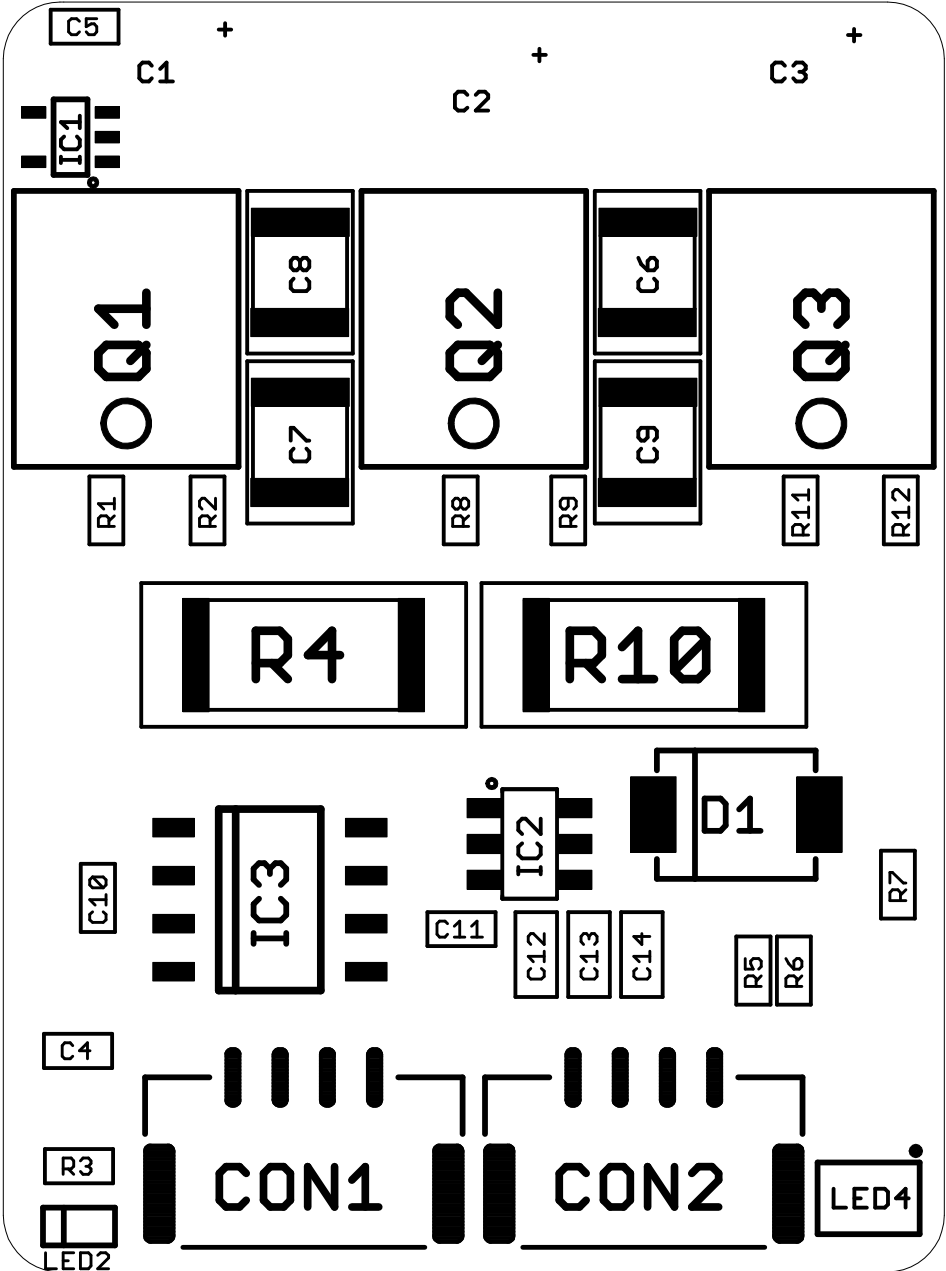 C5
+
+
+
C1
C3
C2
IC1
C8
C6
Q1
Q2
Q3
C7
C9
R1
R2
R8
R9
R11
R12
R4
R10
D1
IC2
IC3
C10
R7
C11
C12
C13
C14
R5
R6
C4
R3
CON1
CON2
LED4
LED2